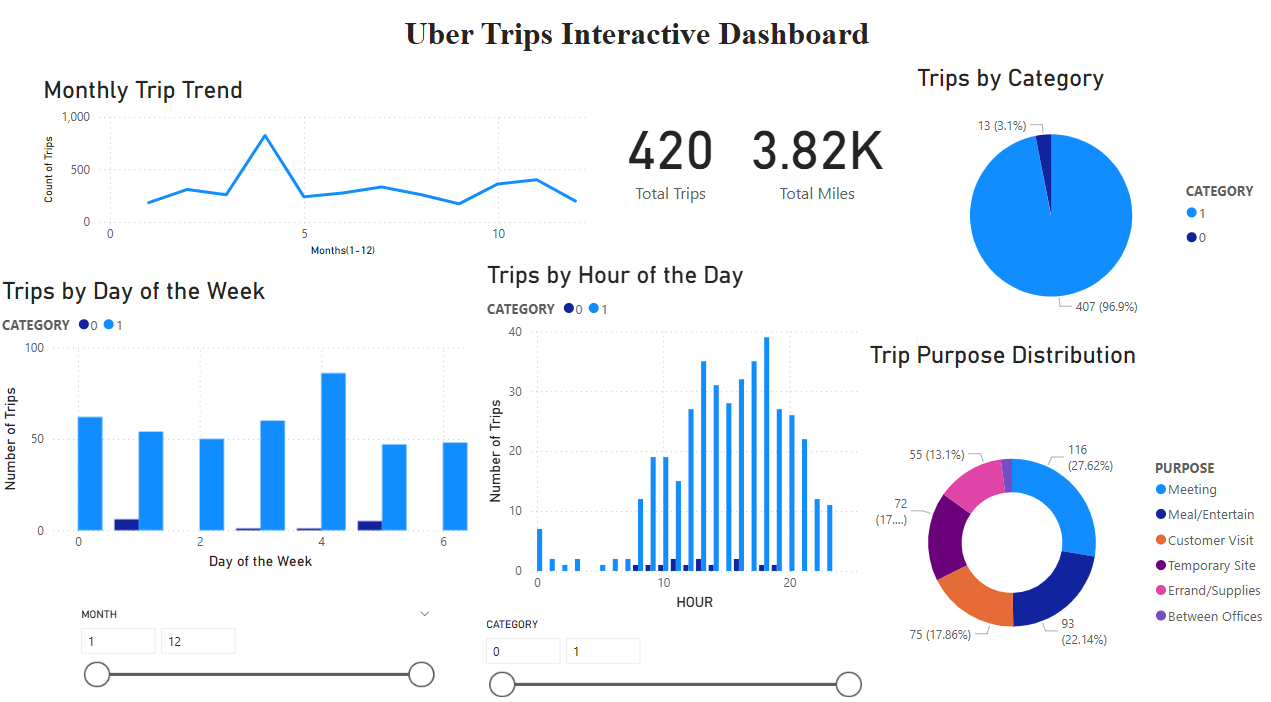 Uber Trips Interactive Dashboard
Monthly Trip Trend
1,000
500
0
Count of Trips
0 5 10
Months(1-12)
420
Total Trips
3.82K
Total Miles
Trips by Category
13 (3.1%)
407 (96.9%)
CATEGORY
1
0
Trips by Day of the Week
CATEGORY 0 1
100
50
0
Number of Trips
0 2 4 6
Day of the Week
Trips by Hour of the Day
CATEGORY 0 1
40
30
20
10
0
Number of Trips
0 10 20
HOUR
Trip Purpose Distribution
116
(27.62%)
93
(22.14%)
75 (17.86%)
72
(17....)
55 (13.1%)
PURPOSE
Meeting
Meal/Entertain
Customer Visit
Temporary Site
Errand/Supplies
Between Offices
MONTH
1 12
CATEGORY
0 1